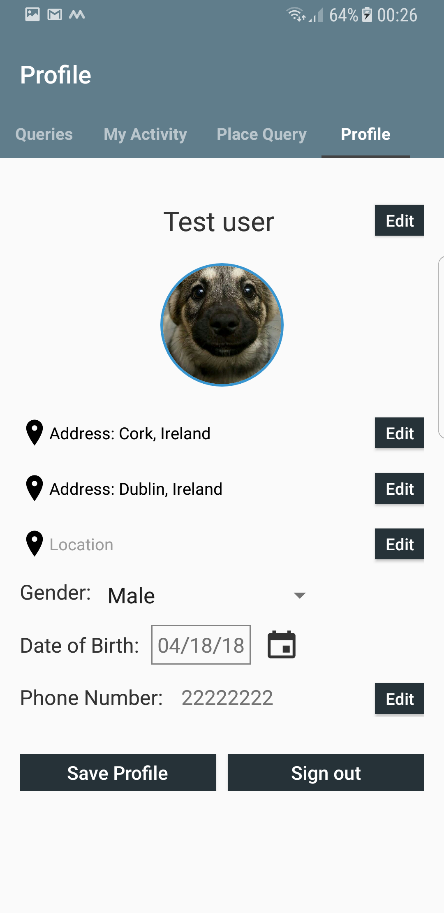 64% 00:26
Profile
Queries My Activity Place Query Profile
Test user Edit
Address: Cork, Ireland Edit
Address: Dublin, Ireland Edit
Location Edit
Gender: Male
Date of Birth: 04/18/18
Phone Number: 22222222 Edit
Save Profile Sign out